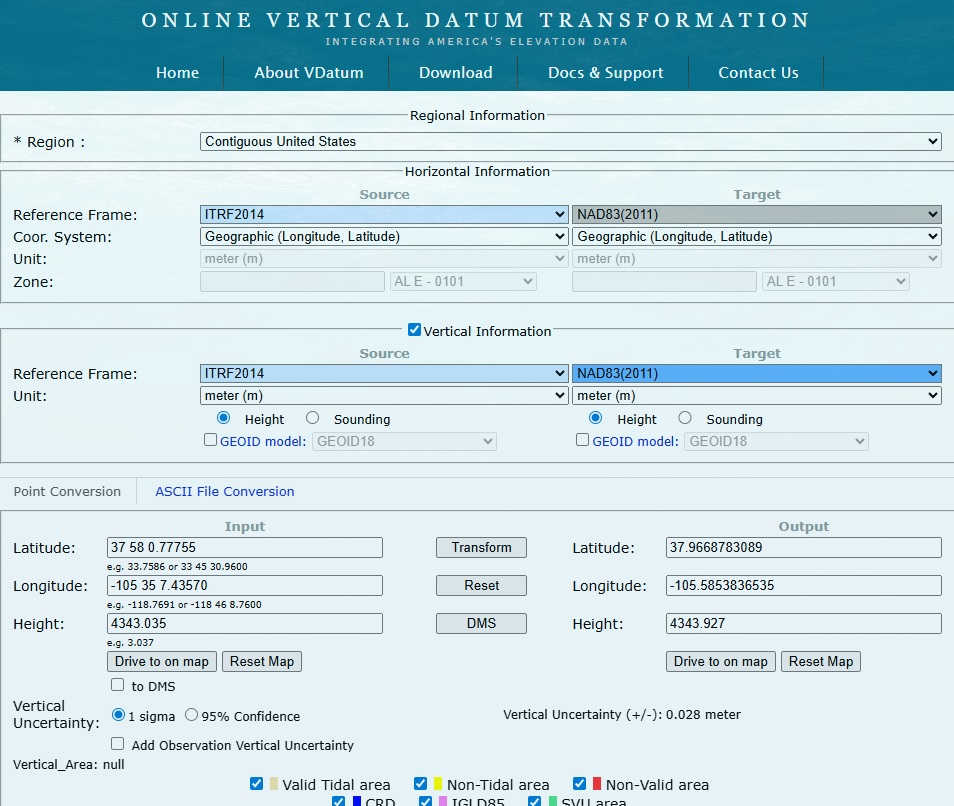 ONLINE VERTICAL DATUM TRANSFORMATION
INTEGRATING AMERICA'S ELEVATION DATA
Home About VDatum Download Docs & Support Contact Us
Regional Information
* Region : Contiguous United States
Horizontal Information
Source Target
Reference Frame: ITRF2014 NAD83(2011)
Coor. System: Geographic (Longitude, Latitude) Geographic (Longitude, Latitude)
Unit: meter (m) meter (m)
Zone: AL E - 0101 AL E - 0101
Vertical Information
Source Target
Reference Frame: ITRF2014 NAD83(2011)
Unit: meter (m) meter (m)
Height Sounding Height Sounding
GEOID model: GEOID18 GEOID model: GEOID18
Point Conversion ASCII File Conversion
Input Output
Latitude: 37 58 0.77755 Transform Latitude: 37.9668783089
e.g. 33.7586 or 33 45 30.9600
Longitude: -105 35 7.43570 Reset Longitude: -105.5853836535
e.g. -118.7691 or -118 46 8.7600
Height: 4343.035 DMS Height: 4343.927
e.g. 3.037
Drive to on map Reset Map Drive to on map Reset Map
to DMS
Vertical
Uncertainty: 1 sigma 95% Confidence Vertical Uncertainty (+/-): 0.028 meter
Add Observation Vertical Uncertainty
Vertical_Area: null
Valid Tidal area Non-Tidal area Non-Valid area
CRD IGLD85 SVU area